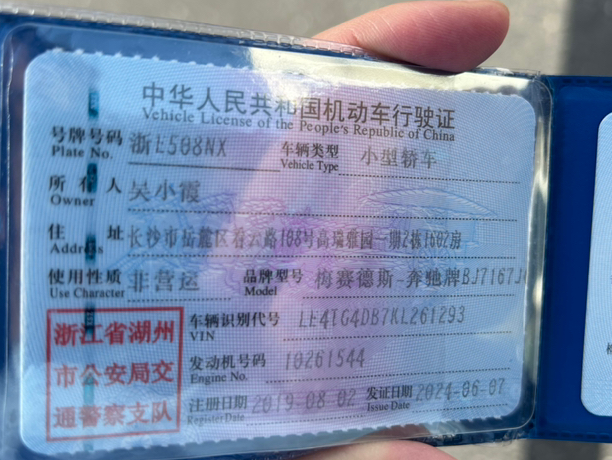 中华人民共和国机动车行驶证
Vehicle License of the People's Republic of China
号牌号码 浙E508NX 车辆类型 小型轿车
Plate No. Vehicle Type
所有人 吴小霞
Owner
住址 长沙市岳麓区看云路108号高瑞雅园一期2栋1602房
Address
使用性质 非营运 品牌型号 梅赛德斯-奔驰牌BJ7167J
Use Character Model
车辆识别代号 LE4TG4DB7KL261293
VIN
发动机号码 10261544
Engine No.
注册日期 2019-08-02 发证日期 2024-06-07
Register Date Issue Date
浙江省湖州
市公安局交
通警察支队